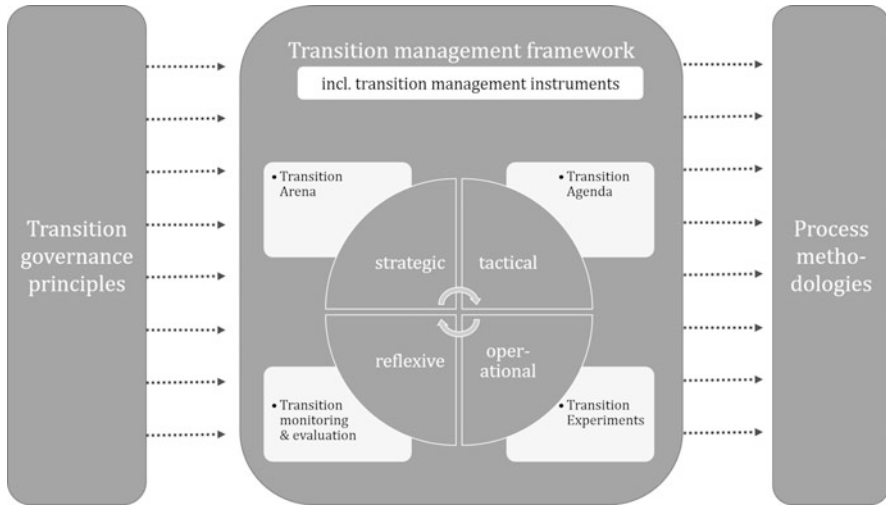 Transition
governance
principles
Transition management framework
incl. transition management instruments
• Transition
Arena
• Transition
Agenda
strategic
tactical
reflexive
oper-
ational
• Transition
monitoring
& evaluation
• Transition
Experiments
Process
metho-
dologies